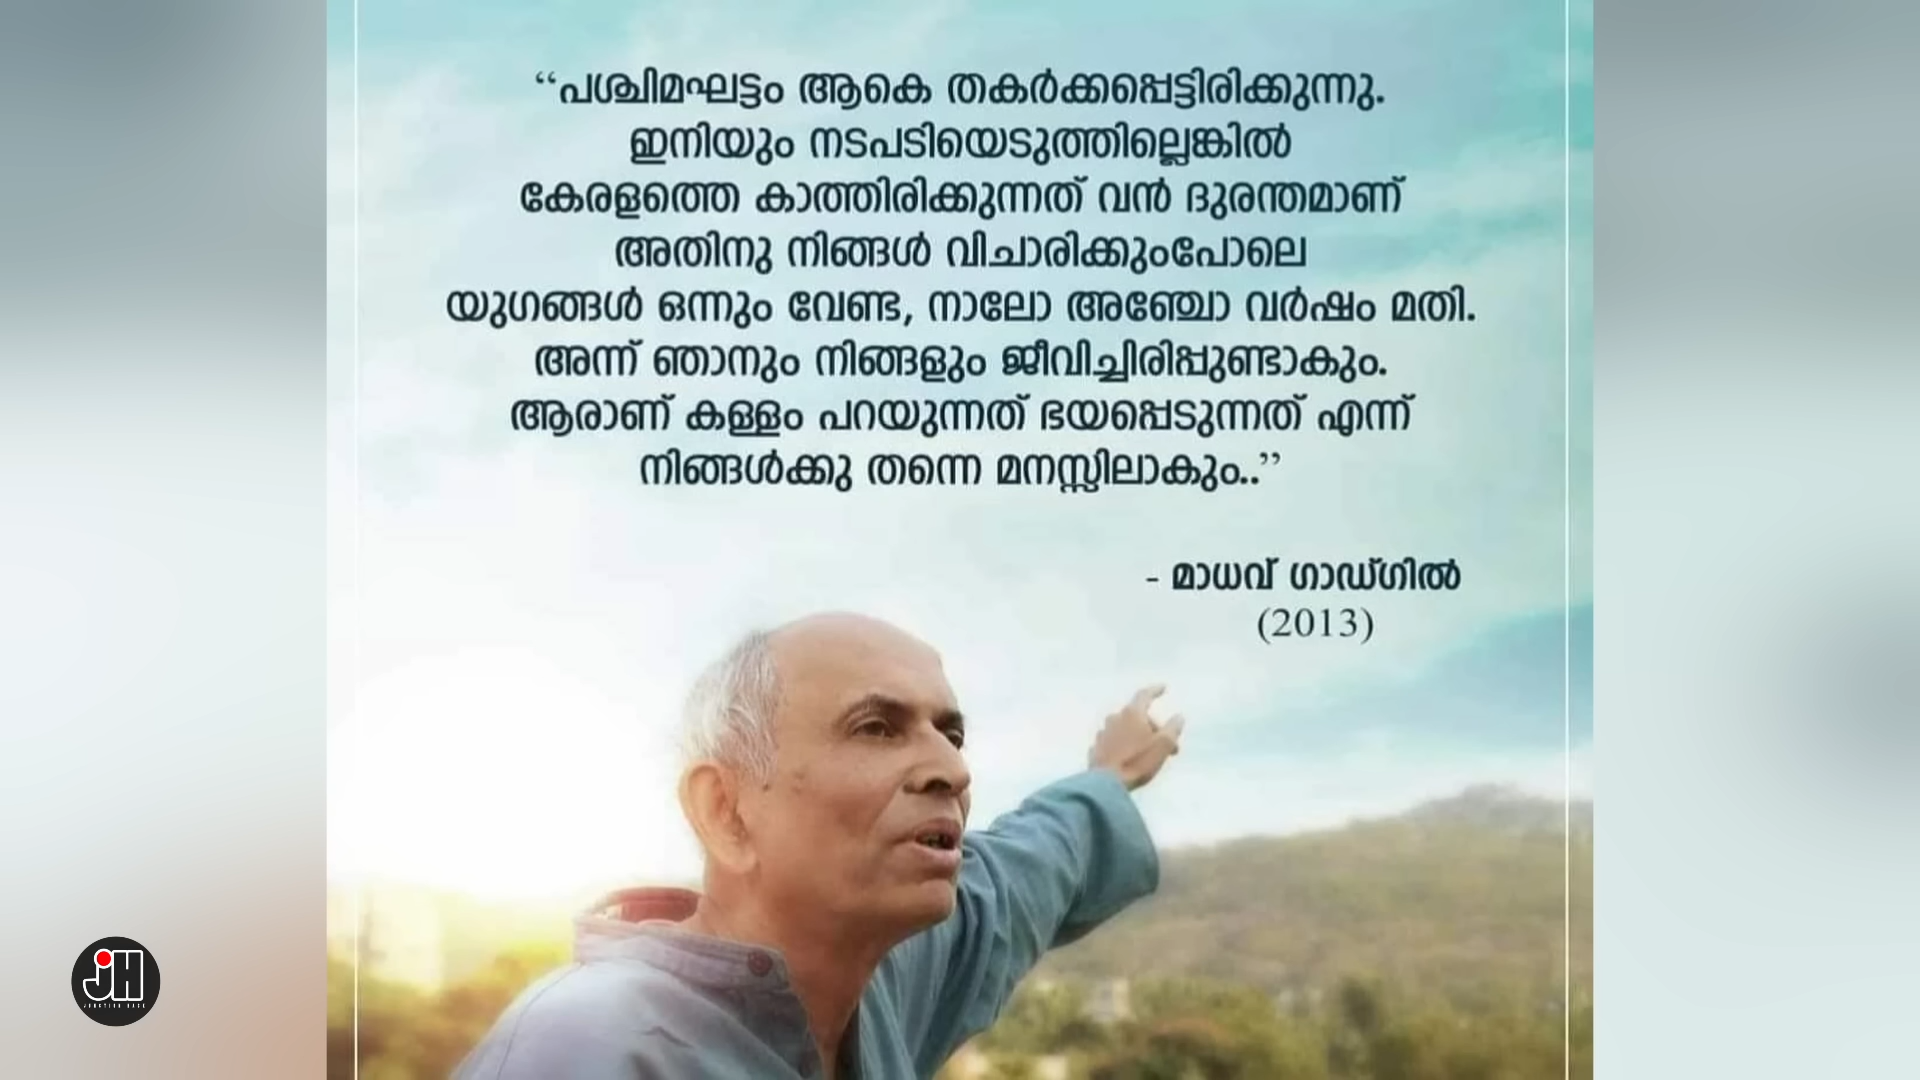 “പശ്ചിമഘട്ടം ആകെ തകർക്കപ്പെട്ടിരിക്കുന്നു.
ഇനിയും നടപടിയെടുത്തില്ലെങ്കിൽ
കേരളത്തെ കാത്തിരിക്കുന്നത് വൻ ദുരന്തമാണ്
അതിനു നിങ്ങൾ വിചാരിക്കുംപോലെ
യുഗങ്ങൾ ഒന്നും വേണ്ട, നാലോ അഞ്ചോ വർഷം മതി.
അന്ന് ഞാനും നിങ്ങളും ജീവിച്ചിരിപ്പുണ്ടാകും.
ആരാണ് കള്ളം പറയുന്നത് ഭയപ്പെടുന്നത് എന്ന്
നിങ്ങൾക്കു തന്നെ മനസ്സിലാകും..”
- മാധവ് ഗാഡ്ഗിൽ
(2013)
JH